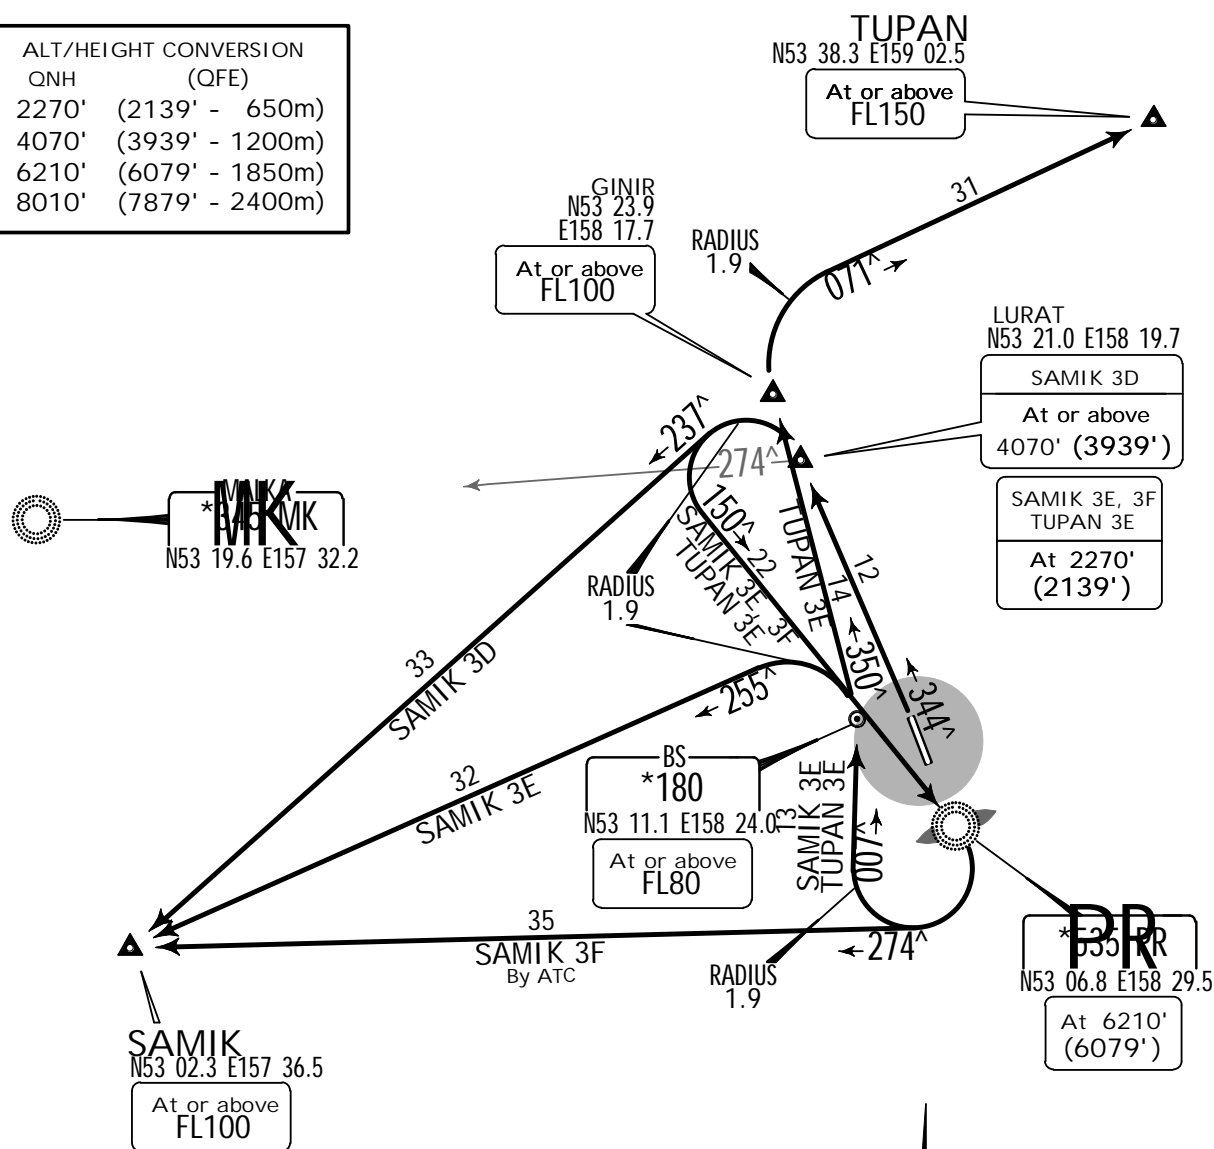 ALT/HEIGHT CONVERSION
QNH (QFE)
2270' (2139' - 650m)
4070' (3939' - 1200m)
6210' (6079' - 1850m)
8010' (7879' - 2400m)
TUPAN
N53 38.3 E159 02.5
At or above
FL150
31
071^
GINIR
N53 23.9
E158 17.7
At or above
FL100
RADIUS
1.9
LURAT
N53 21.0 E158 19.7
SAMIK 3D
At or above
4070' (3939')
SAMIK 3E, 3F
TUPAN 3E
At 2270'
(2139')
237^
274^
MALKA
MK
N53 19.6 E157 32.2
150^
22
SAMIK 3E, 3F
TUPAN 3E
TUPAN 3E
14
12
350^
344^
RADIUS
1.9
33
SAMIK 3D
255^
32
SAMIK 3E
BS
*180
N53 11.1 E158 24.0
At or above
FL80
13
SAMIK 3E
TUPAN 3E
007^
35
SAMIK 3F
By ATC
274^
RADIUS
1.9
PR
*535 PR
N53 06.8 E158 29.5
At 6210'
(6079')
SAMIK
N53 02.3 E157 36.5
At or above
FL100